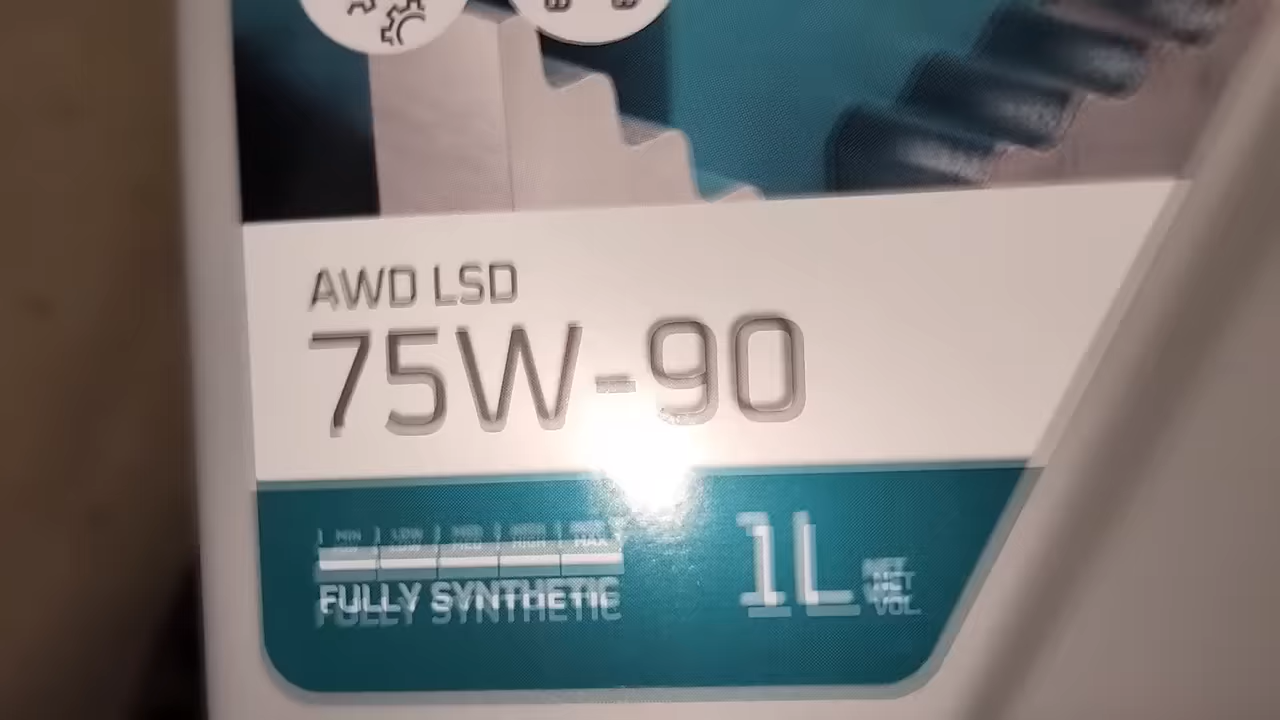 AWD LSD
75W-90
MIN LOW MED HIGH MAX
FULLY SYNTHETIC
1L NET
VOL.